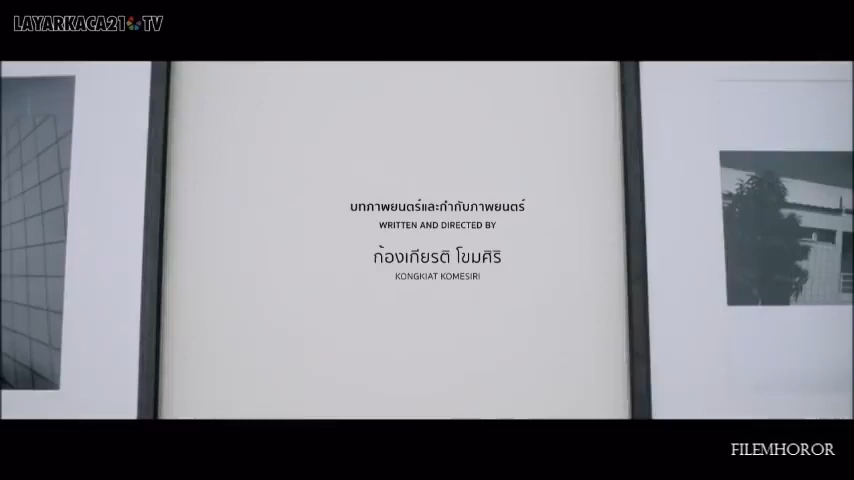 LAYARKACA21 TV
บทภาพยนตร์และกำกับภาพยนตร์
WRITTEN AND DIRECTED BY
ก้องเกียรติ โขมศิริ
KONGKIAT KOMESIRI
FILEMHOROR